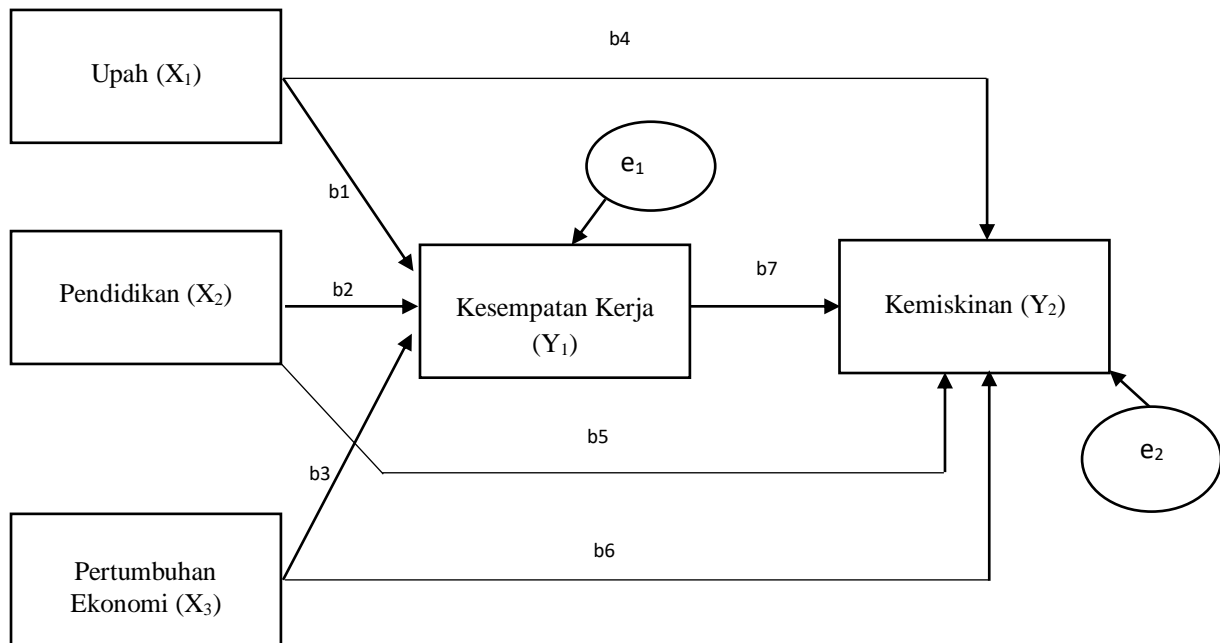 b4
Upah (X₁)
e₁
b1
b7
Pendidikan (X₂)
b2
Kesempatan Kerja
(Y₁)
Kemiskinan (Y₂)
b5
b3
e₂
b6
Pertumbuhan
Ekonomi (X₃)